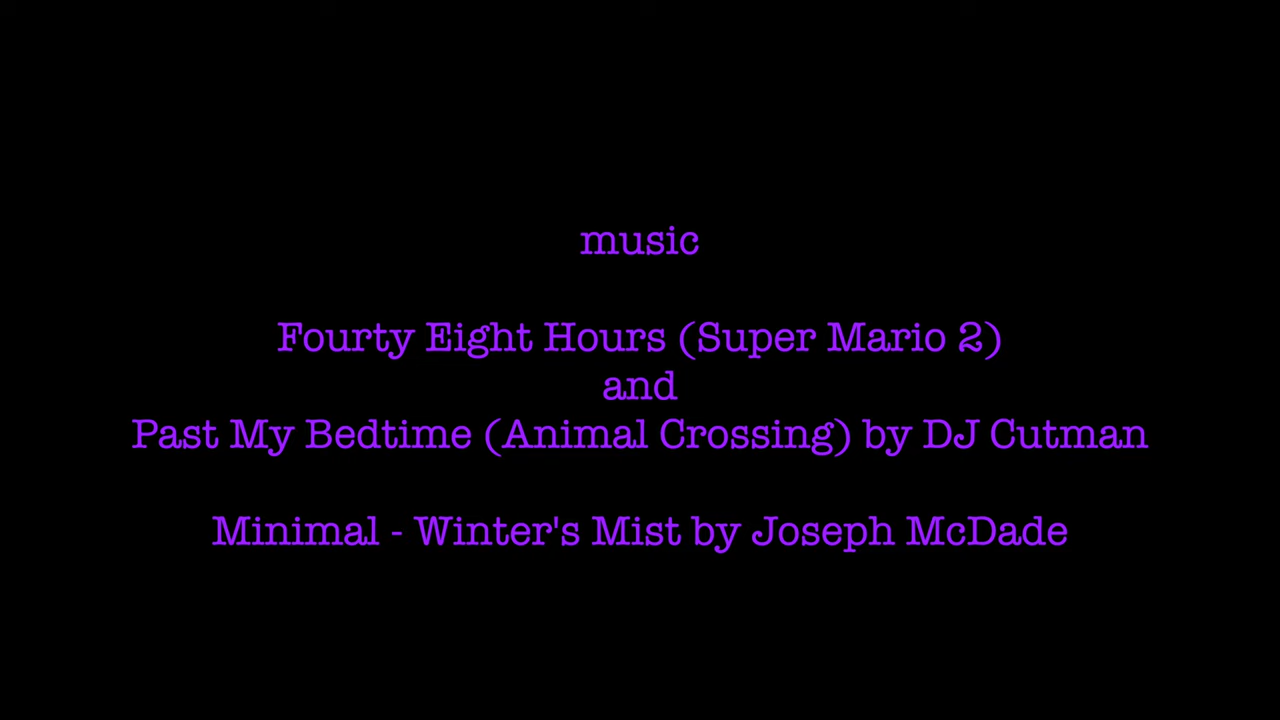 music
Fourty Eight Hours (Super Mario 2)
and
Past My Bedtime (Animal Crossing) by DJ Cutman
Minimal - Winter's Mist by Joseph McDade